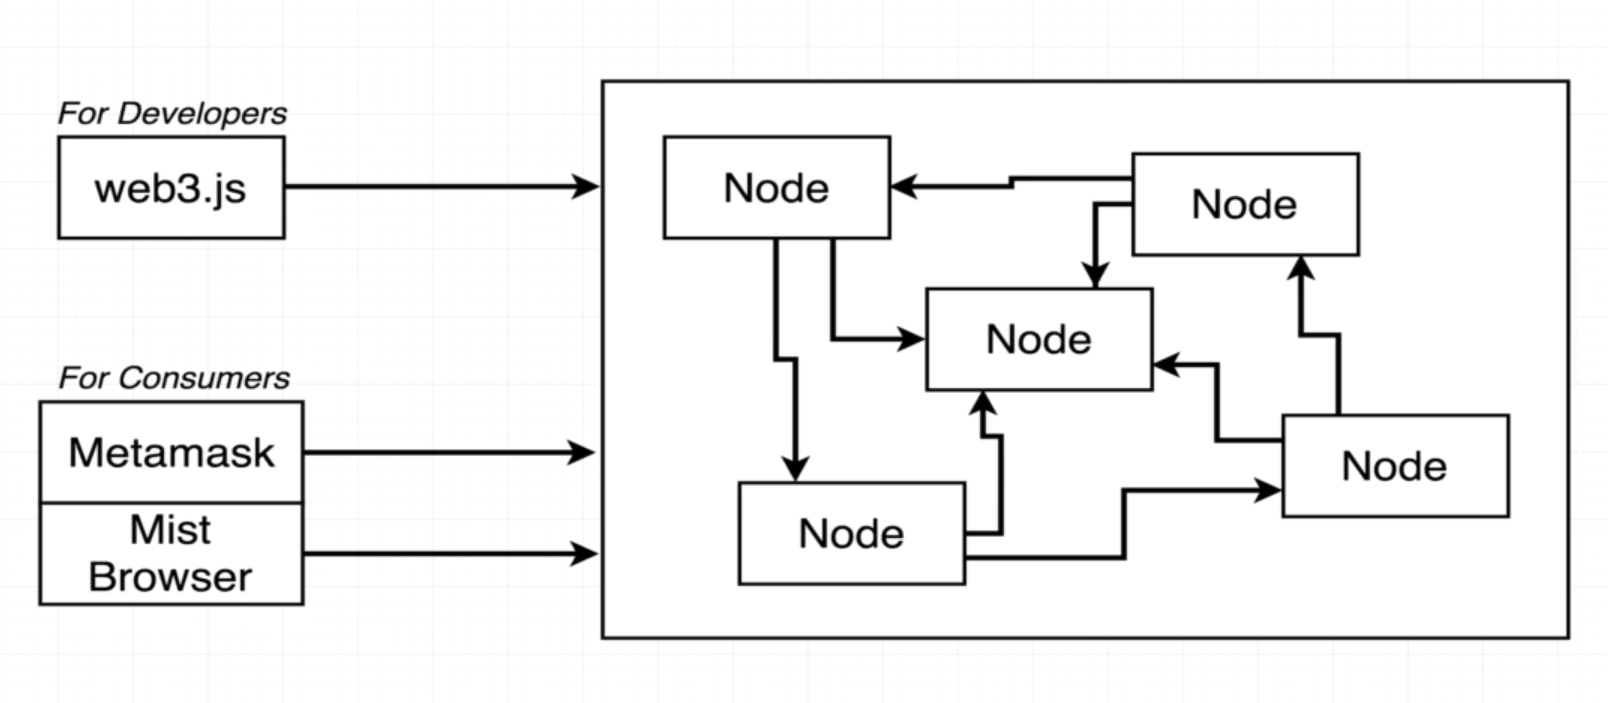 For Developers
web3.js
For Consumers
Metamask
Mist
Browser
Node
Node
Node
Node
Node